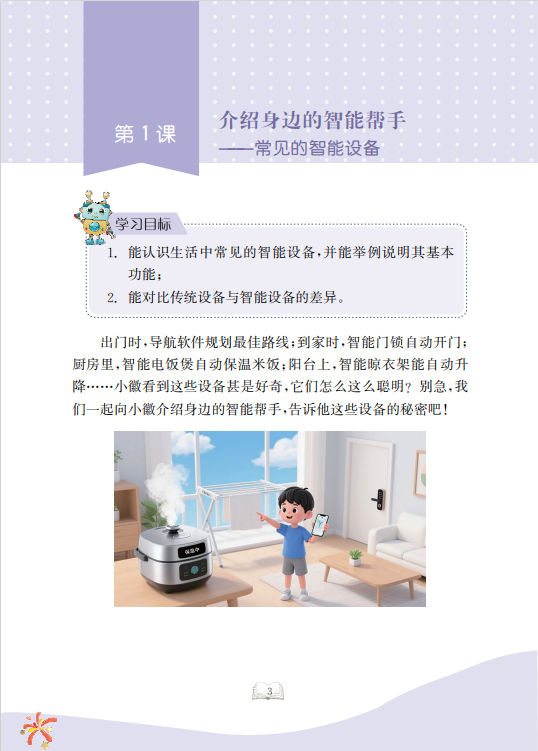 第 1 课
介绍身边的智能帮手
——常见的智能设备
学习目标
1. 能认识生活中常见的智能设备，并能举例说明其基本
功能；
2. 能对比传统设备与智能设备的差异。
出门时，导航软件规划最佳路线；到家时，智能门锁自动开门；
厨房里，智能电饭煲自动保温米饭；阳台上，智能晾衣架能自动升
降……小徽看到这些设备甚是好奇，它们怎么这么聪明？别急，我
们一起向小徽介绍身边的智能帮手，告诉他这些设备的秘密吧！
保温中
3